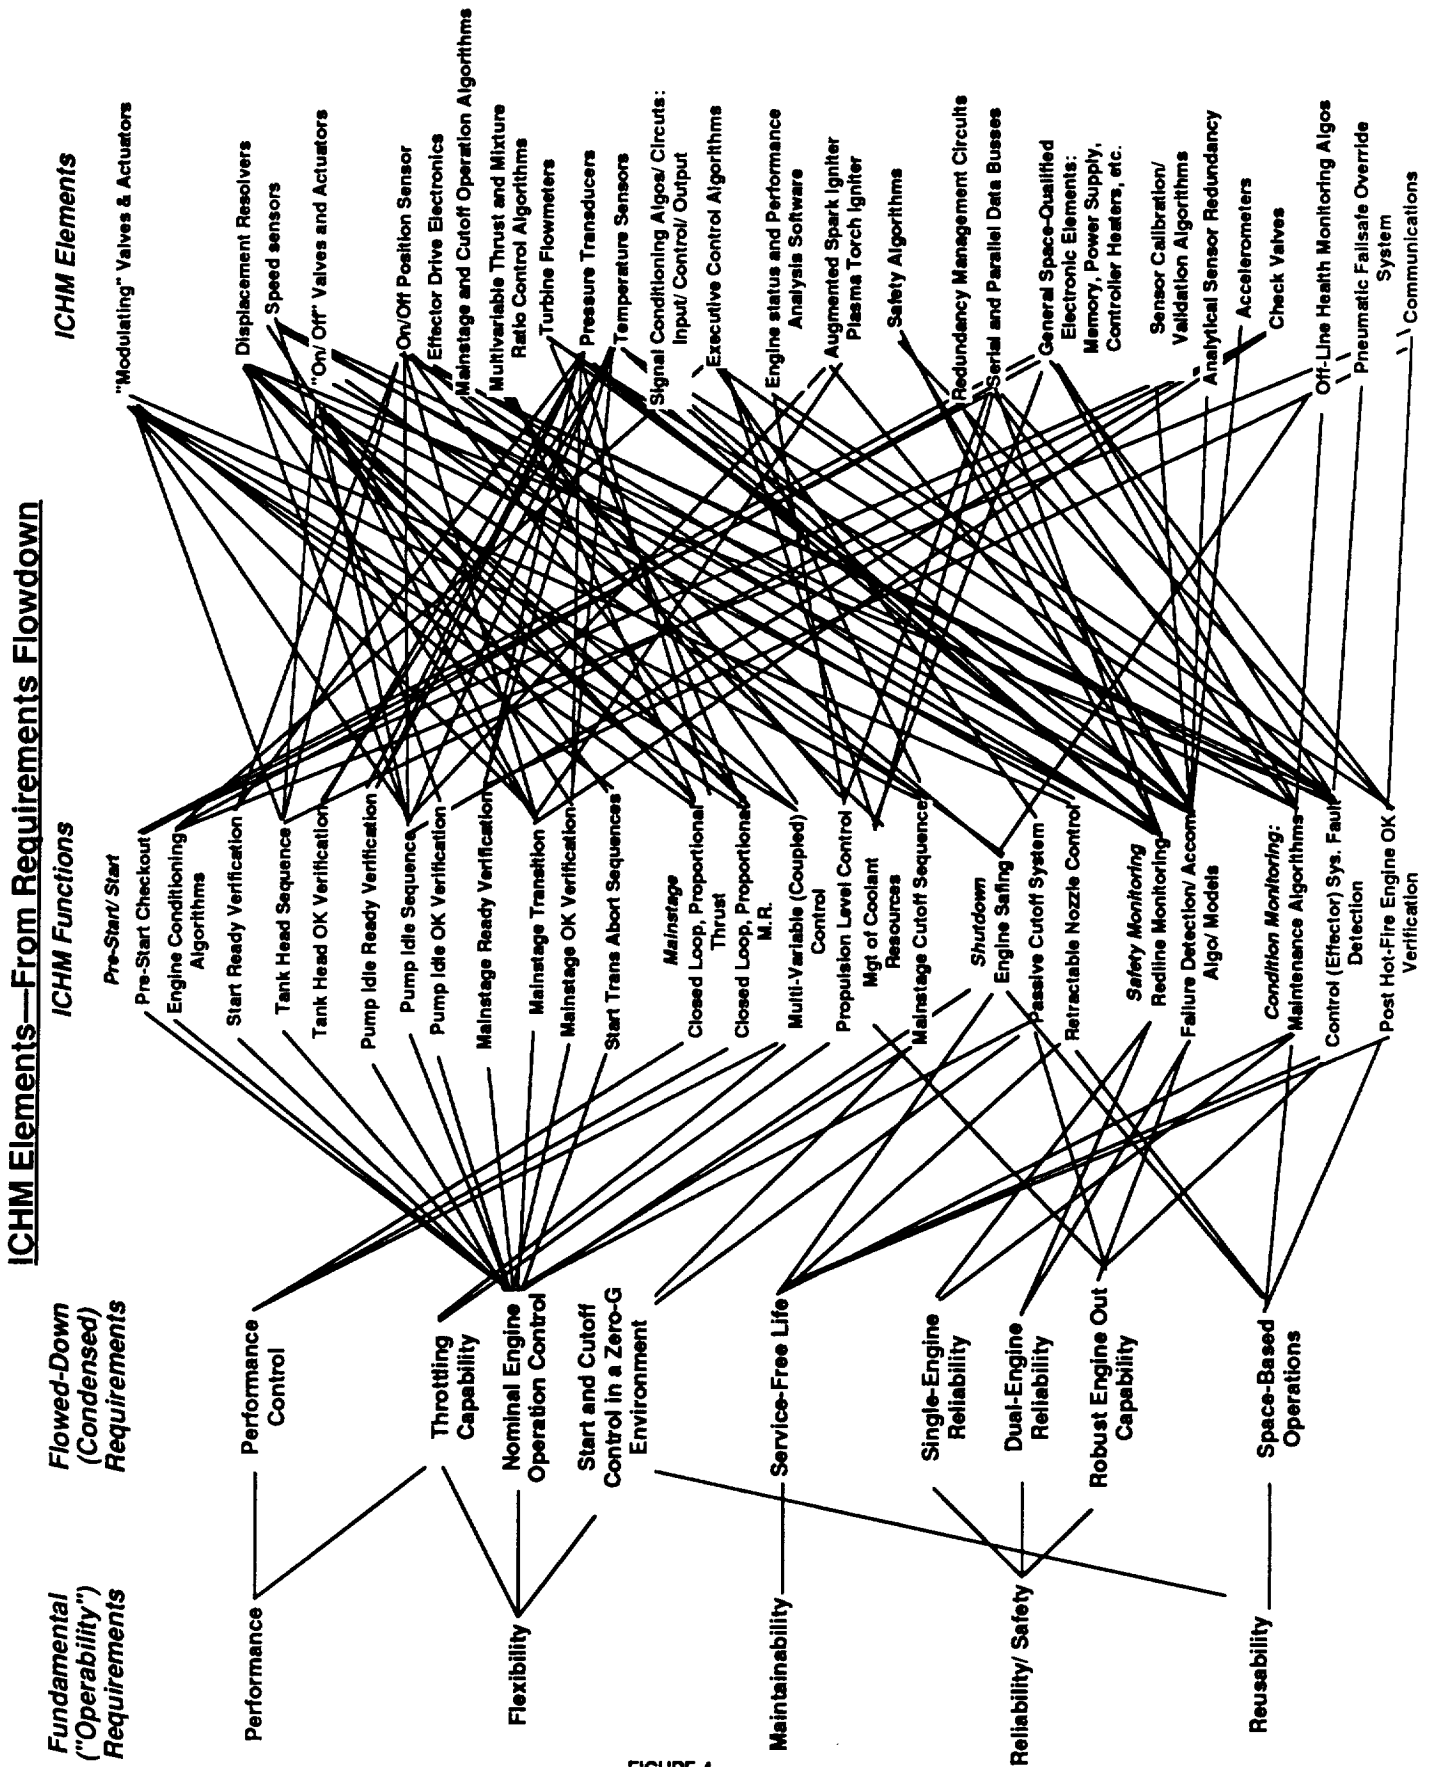 ICHM Elements—From Requirements Flowdown
Fundamental
("Operability")
Requirements
Performance
Flexibility
Maintainability
Reliability/ Safety
Reusability
Flowed-Down
(Condensed)
Requirements
Performance
Control
Throttling
Capability
Nominal Engine
Operation Control
Start and Cutoff
Control in a Zero-G
Environment
Service-Free Life
Single-Engine
Reliability
Dual-Engine
Reliability
Robust Engine Out
Capability
Space-Based
Operations
ICHM Functions
Pre-Start/ Start
Pre-Start Checkout
Engine Conditioning
Algorithms
Start Ready Verification
Tank Head Sequence
Tank Head OK Verification
Pump Idle Ready Verification
Pump Idle Sequence
Pump Idle OK Verification
Mainstage Ready Verification
Mainstage Transition
Mainstage OK Verification
Start Trans Abort Sequences
Mainstage
Closed Loop, Proportional
Thrust
Closed Loop, Proportional
M.R.
Multi-Variable (Coupled)
Control
Propulsion Level Control
Mgt of Coolant
Resources
Mainstage Cutoff Sequence
Shutdown
Engine Safing
Passive Cutoff System
Retractable Nozzle Control
Safety Monitoring
Redline Monitoring
Failure Detection/ Accom
Algo/ Models
Condition Monitoring:
Maintenance Algorithms
Control (Effector) Sys. Fault
Detection
Post Hot-Fire Engine OK
Verification
ICHM Elements
"Modulating" Valves & Actuators
Displacement Resolvers
Speed sensors
"On/ Off" Valves and Actuators
On/Off Position Sensor
Effector Drive Electronics
Mainstage and Cutoff Operation Algorithms
Multivariable Thrust and Mixture
Ratio Control Algorithms
Turbine Flowmeters
Pressure Transducers
Temperature Sensors
Signal Conditioning Algos/ Circuts:
Input/ Control/ Output
Executive Control Algorithms
Engine status and Performance
Analysis Software
Augmented Spark Igniter
Plasma Torch Igniter
Safety Algorithms
Redundancy Management Circuits
Serial and Parallel Data Busses
General Space-Qualified
Electronic Elements:
Memory, Power Supply,
Controller Heaters, etc.
Sensor Calibration/
Validation Algorithms
Analytical Sensor Redundancy
Accelerometers
Check Valves
Off-Line Health Monitoring Algos
Pneumatic Failsafe Override
System
Communications